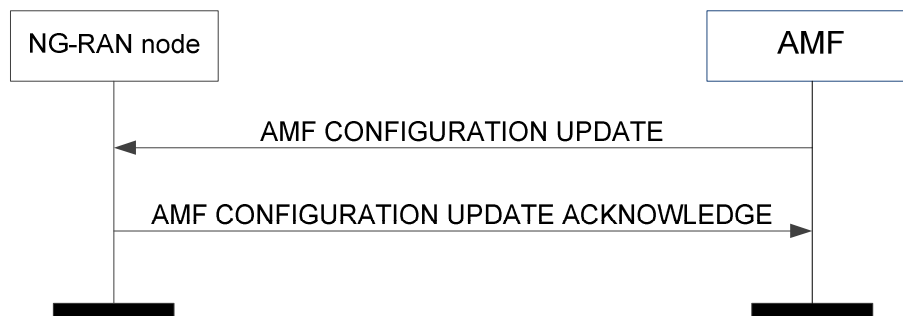 NG-RAN node
AMF
AMF CONFIGURATION UPDATE
AMF CONFIGURATION UPDATE ACKNOWLEDGE